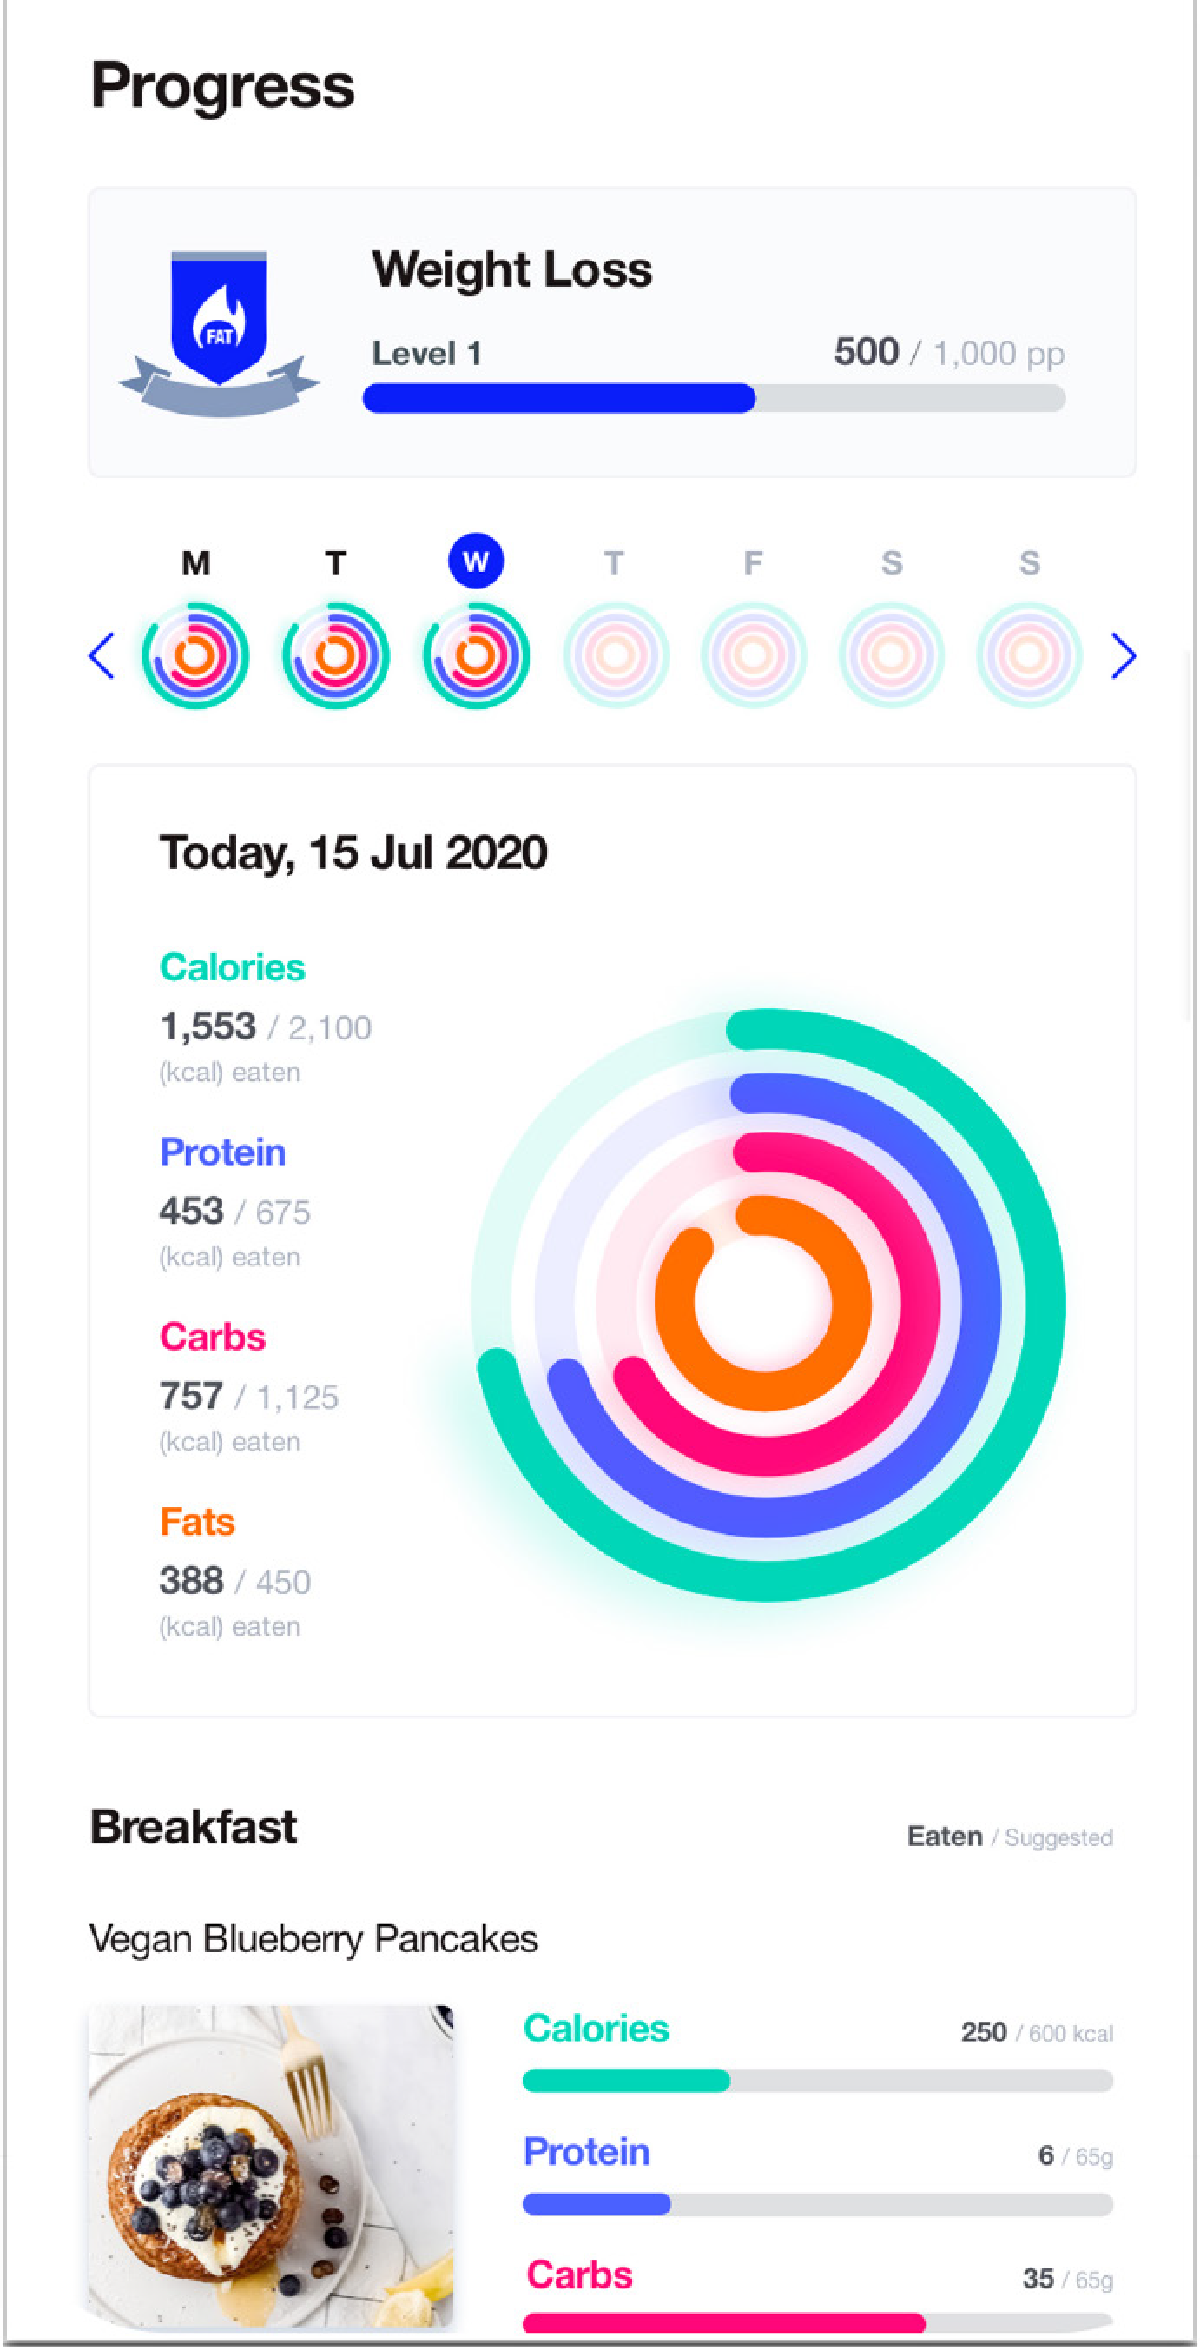 Progress
Weight Loss
FAT
Level 1
500 / 1,000 pp
M T W T F S S
Today, 15 Jul 2020
Calories
1,553 / 2,100
(kcal) eaten
Protein
453 / 675
(kcal) eaten
Carbs
757 / 1,125
(kcal) eaten
Fats
388 / 450
(kcal) eaten
Breakfast
Eaten / Suggested
Vegan Blueberry Pancakes
Calories
250 / 600 kcal
Protein
6 / 65g
Carbs
35 / 65g